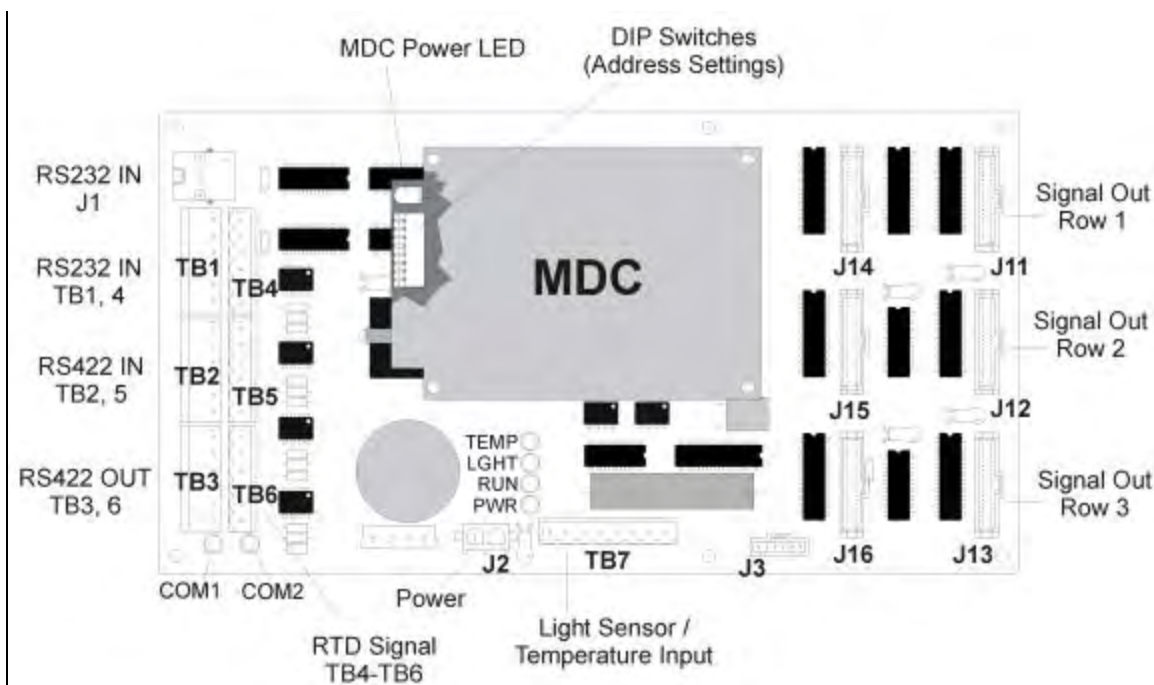 MDC Power LED
DIP Switches
(Address Settings)
RS232 IN
J1
RS232 IN
TB1, 4
RS422 IN
TB2, 5
RS422 OUT
TB3, 6
TB1
TB4
TB2
TB5
TB3
TB6
MDC
TEMP
LGHT
RUN
PWR
J14
J11
J15
J12
J16
J13
Signal Out
Row 1
Signal Out
Row 2
Signal Out
Row 3
J2
TB7
J3
COM1
COM2
Power
RTD Signal
TB4-TB6
Light Sensor /
Temperature Input